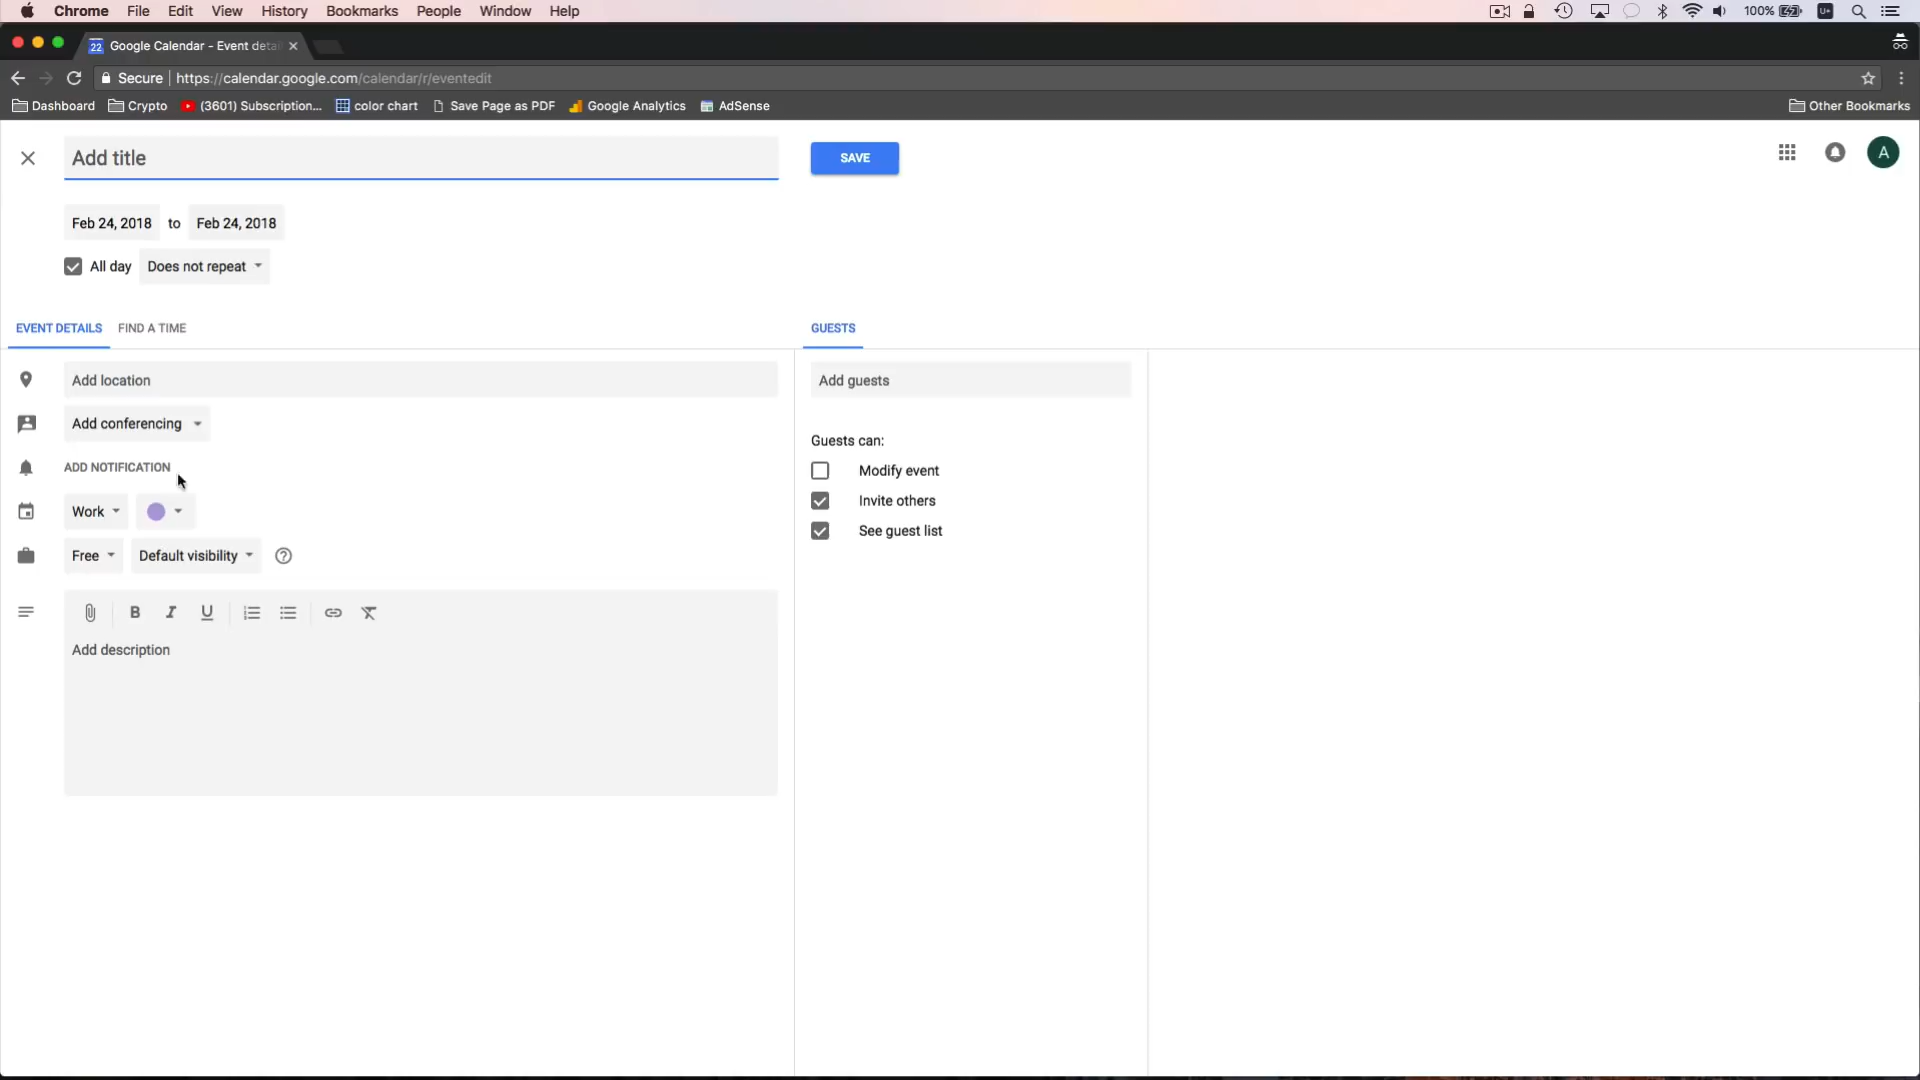 Chrome File Edit View History Bookmarks People Window Help 100%
22 Google Calendar - Event detai
Secure https://calendar.google.com/calendar/r/eventedit
Dashboard Crypto (3601) Subscription... color chart Save Page as PDF Google Analytics AdSense Other Bookmarks
Add title SAVE A
Feb 24, 2018 to Feb 24, 2018
All day Does not repeat
EVENT DETAILS FIND A TIME GUESTS
Add location Add guests
Add conferencing
Guests can:
ADD NOTIFICATION Modify event
Work Invite others
See guest list
Free Default visibility ?
B I U
Add description